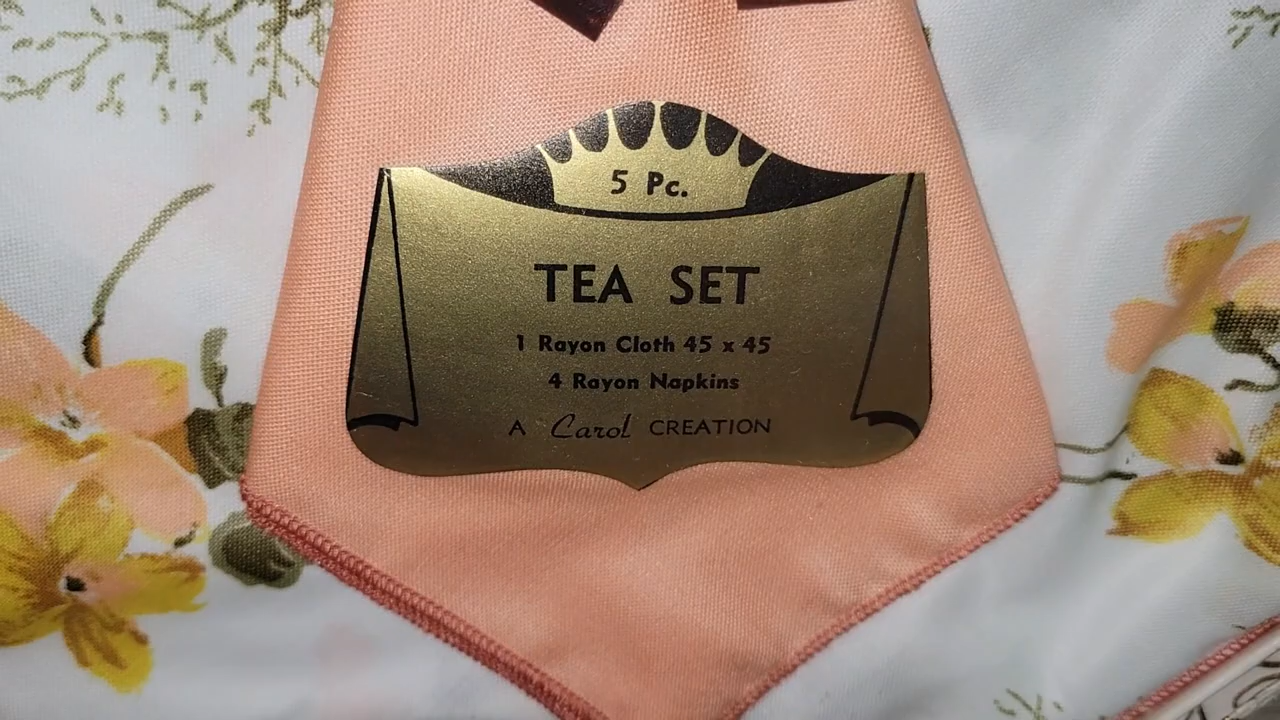 5 Pc.
TEA SET
1 Rayon Cloth 45 x 45
4 Rayon Napkins
A Carol CREATION